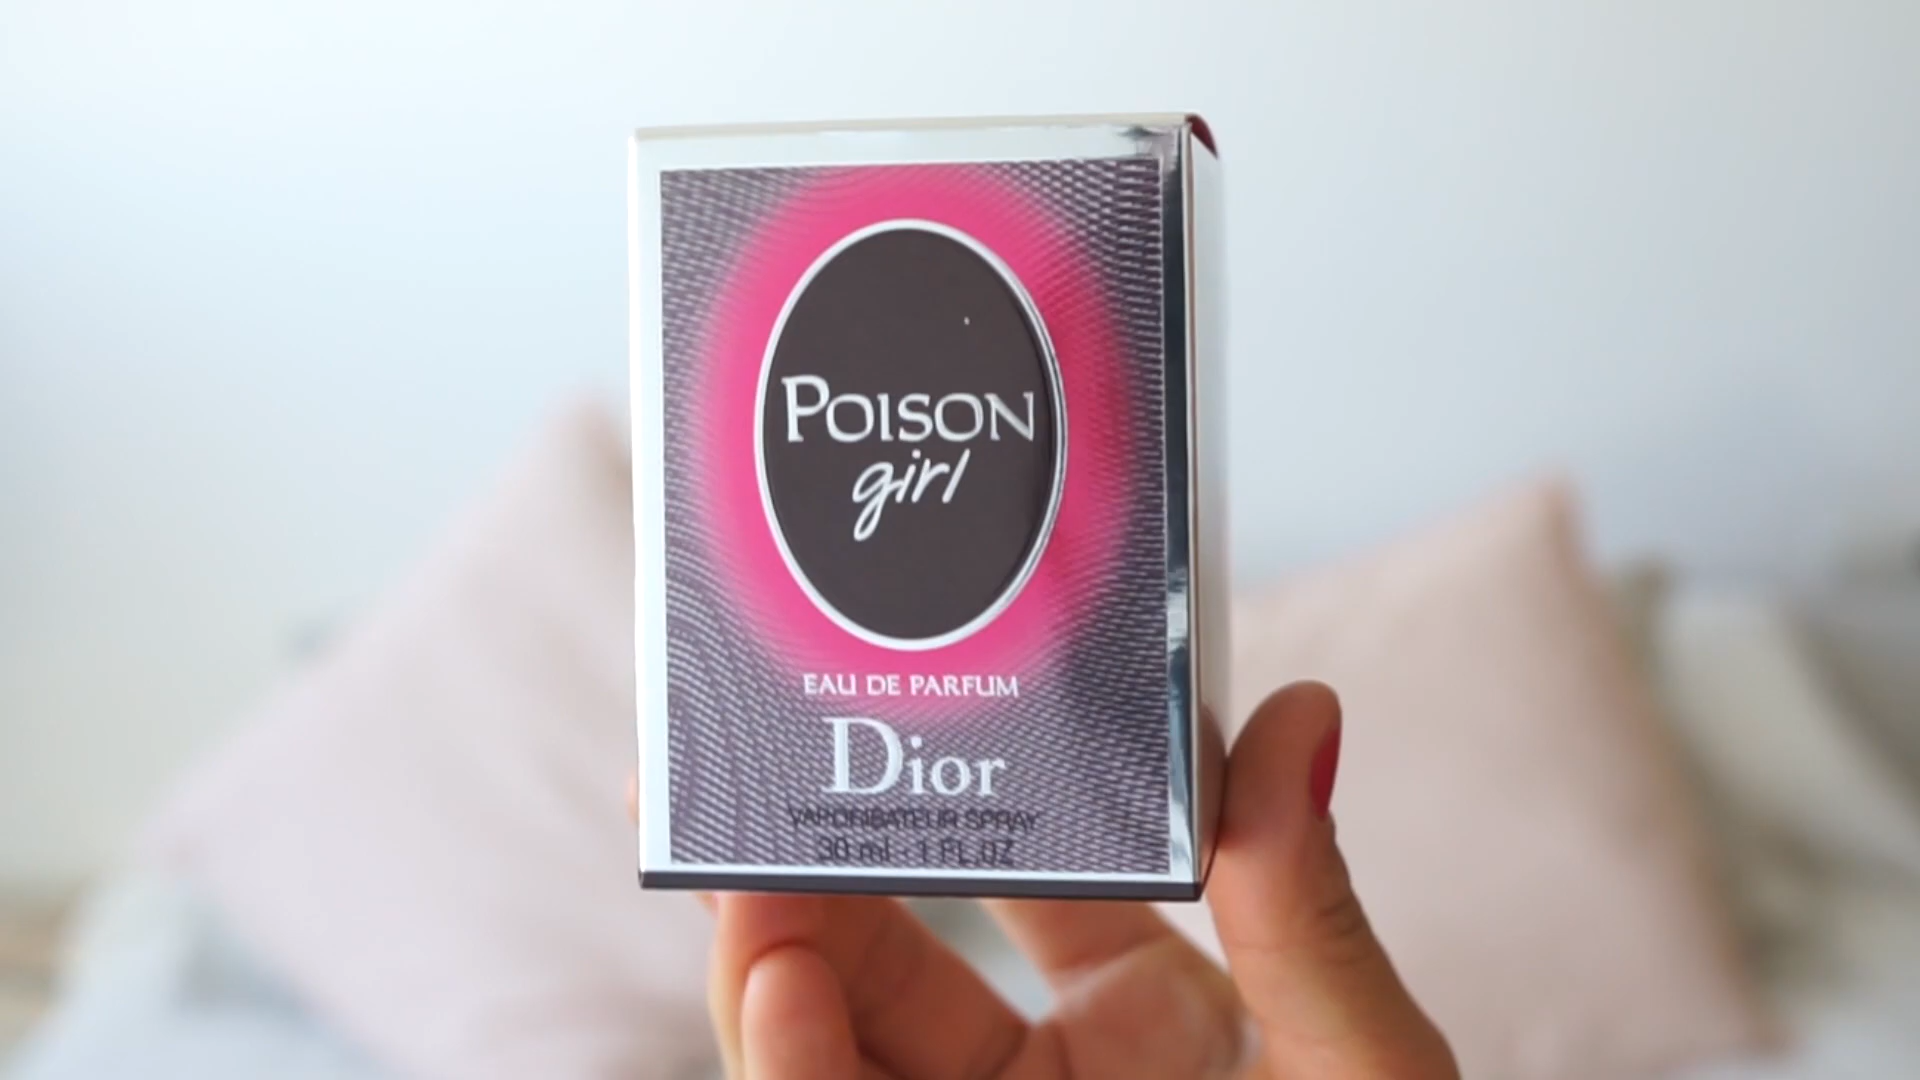 POISON
girl
EAU DE PARFUM
Dior
VAPORISATEUR SPRAY
30 ml - 1 FL.OZ